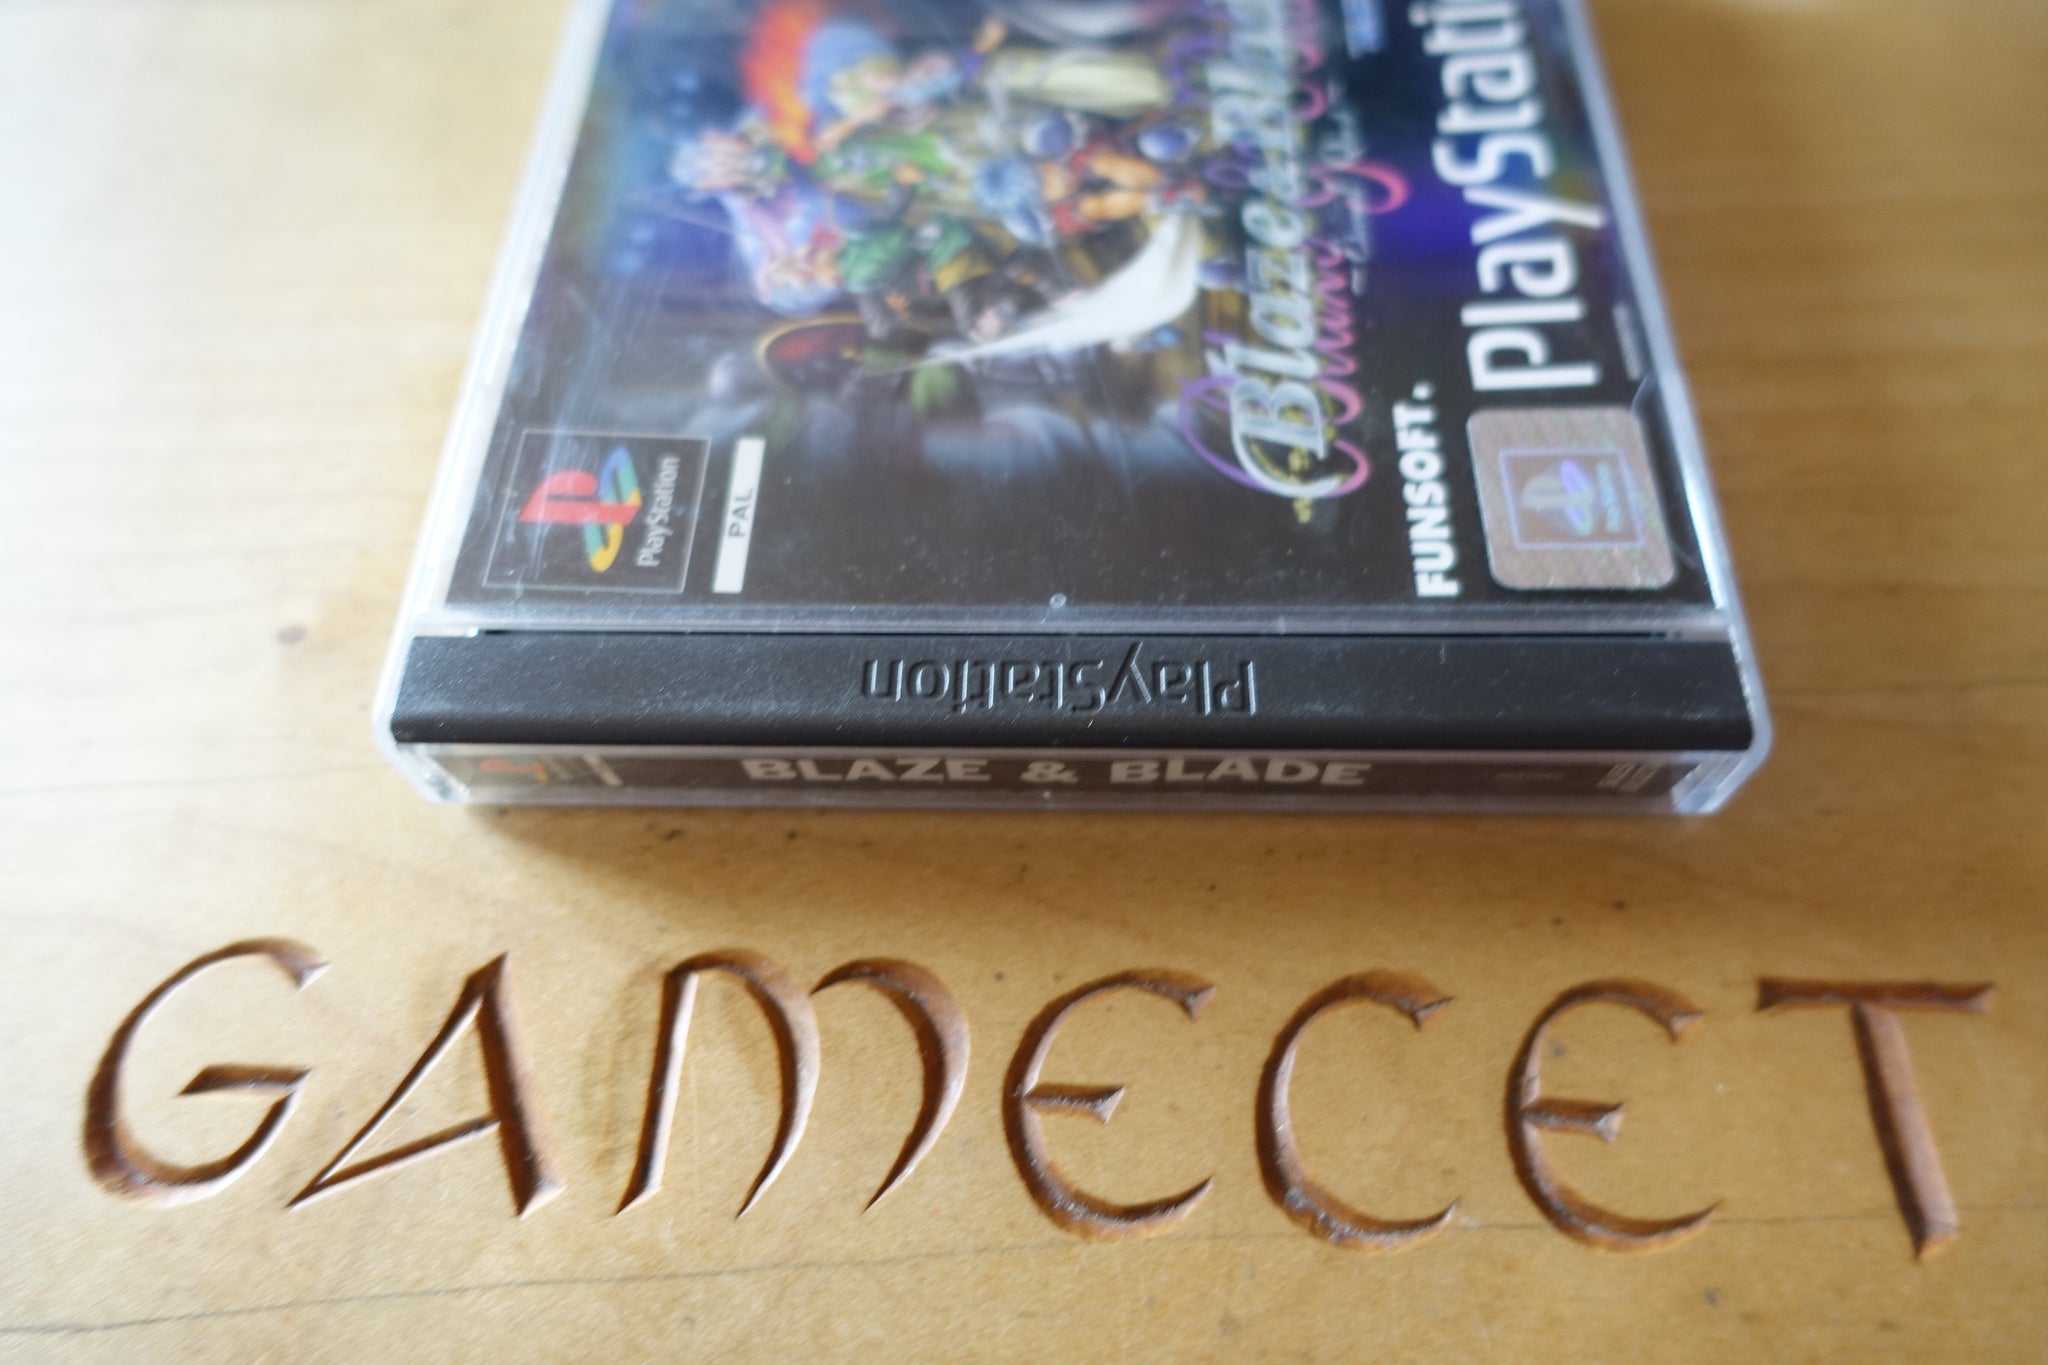 PlayStation
PAL
Blaze & Blade
FUNSOFT
PlayStation
PlayStation
BLAZE & BLADE
GAMECET